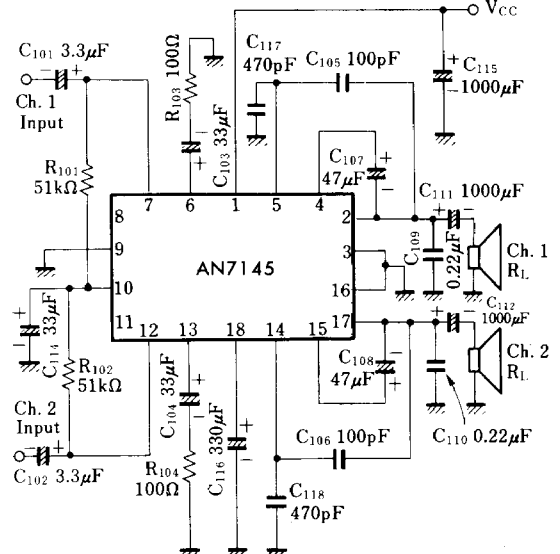 VCC
C101 3.3μF
Ch. 1
Input
R103 100Ω
C103 33μF
C117
470pF
C105 100pF
C115
1000μF
R101
51kΩ
C107
47μF
C111 1000μF
8 7 6 1 5 4
9
10
11
2
3
16
17
AN7145
12 13 18 14 15
C109
0.22μF
Ch. 1
RL
C112
1000μF
C114 33μF
R102
51kΩ
C104 33μF
C116 330μF
C108
47μF
Ch. 2
RL
Ch. 2
Input
C102 3.3μF
R104
100Ω
C106 100pF
C110 0.22μF
C118
470pF
+ −